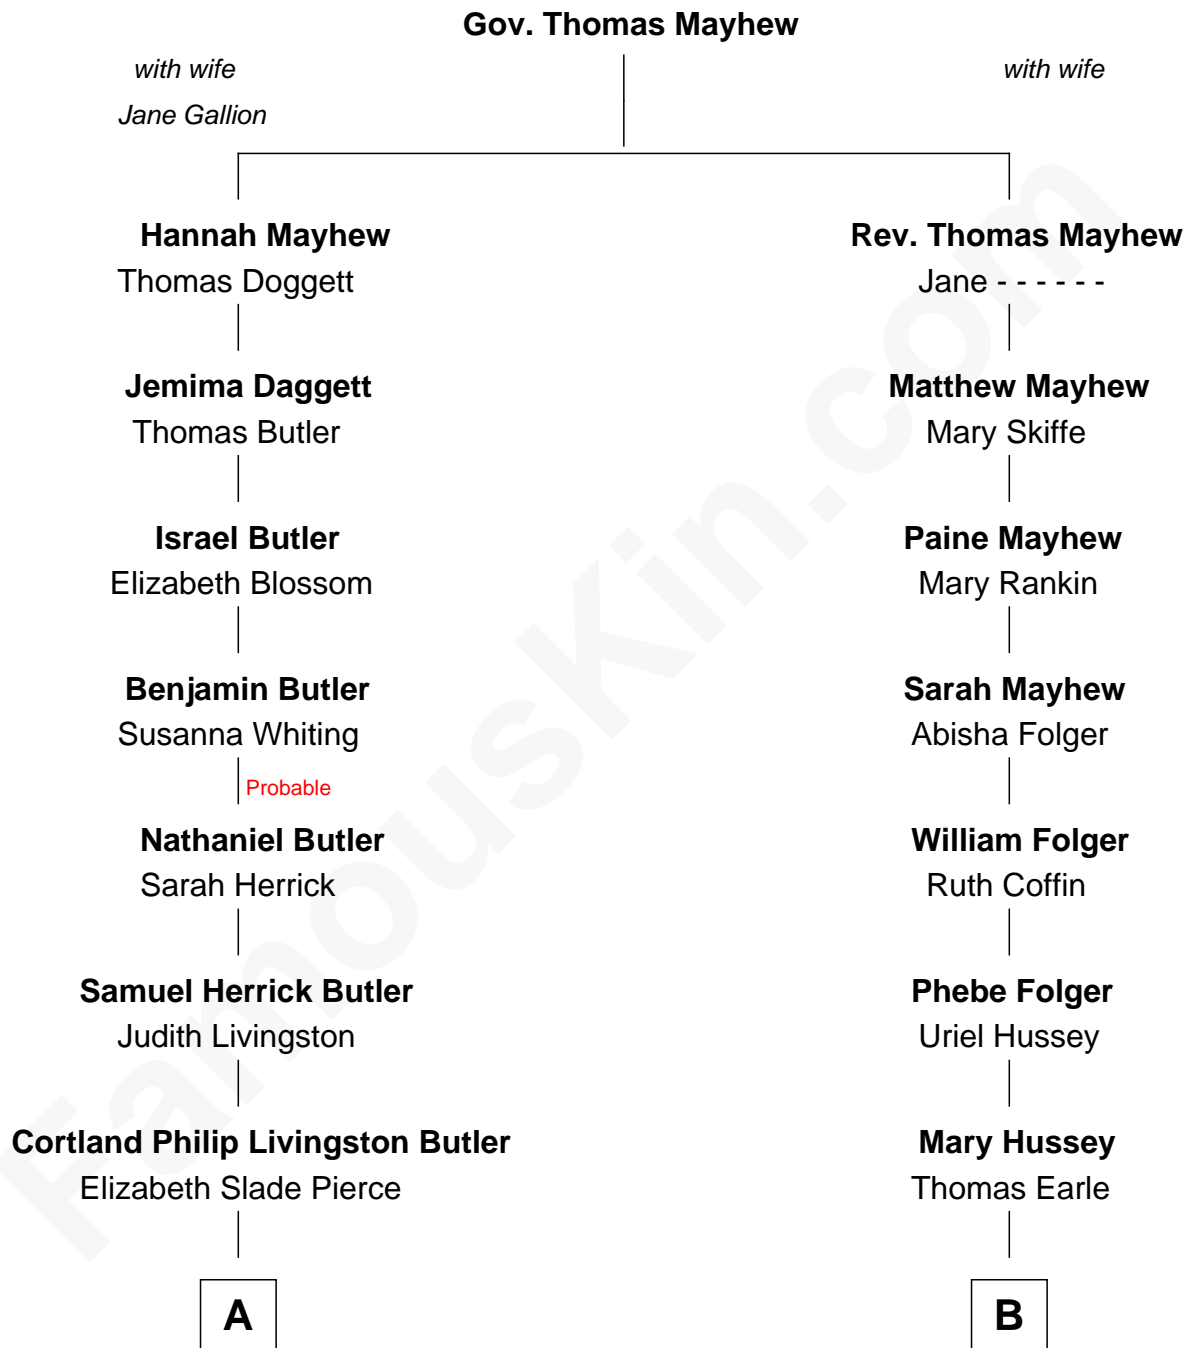 Gov. Thomas Mayhew
with wife
Jane Gallion
with wife
Hannah Mayhew
Thomas Doggett
Rev. Thomas Mayhew
Jane - - - - - -
Jemima Daggett
Thomas Butler
Matthew Mayhew
Mary Skiffe
Israel Butler
Elizabeth Blossom
Paine Mayhew
Mary Rankin
Benjamin Butler
Susanna Whiting
Sarah Mayhew
Abisha Folger
Probable
Nathaniel Butler
Sarah Herrick
William Folger
Ruth Coffin
Samuel Herrick Butler
Judith Livingston
Phebe Folger
Uriel Hussey
Cortland Philip Livingston Butler
Elizabeth Slade Pierce
Mary Hussey
Thomas Earle
A
B
FamousKin.com